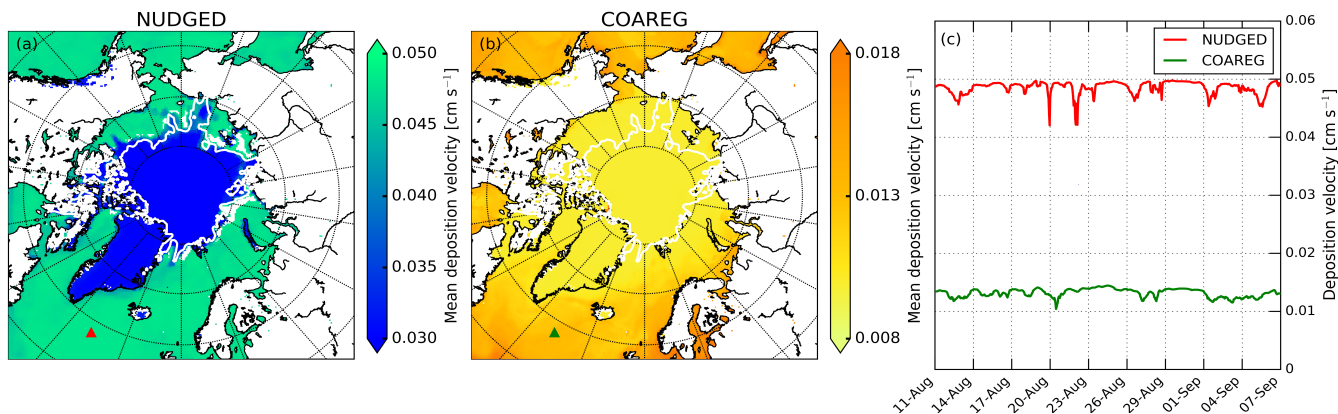 NUDGED
(a)
0.050
0.045
0.040
0.035
0.030
Mean deposition velocity [cm s⁻¹]
COAREG
(b)
0.018
0.013
0.008
Mean deposition velocity [cm s⁻¹]
(c)
NUDGED
COAREG
0.06
0.05
0.04
0.03
0.02
0.01
0
Deposition velocity [cm s⁻¹]
11-Aug
14-Aug
17-Aug
20-Aug
23-Aug
26-Aug
29-Aug
01-Sep
04-Sep
07-Sep